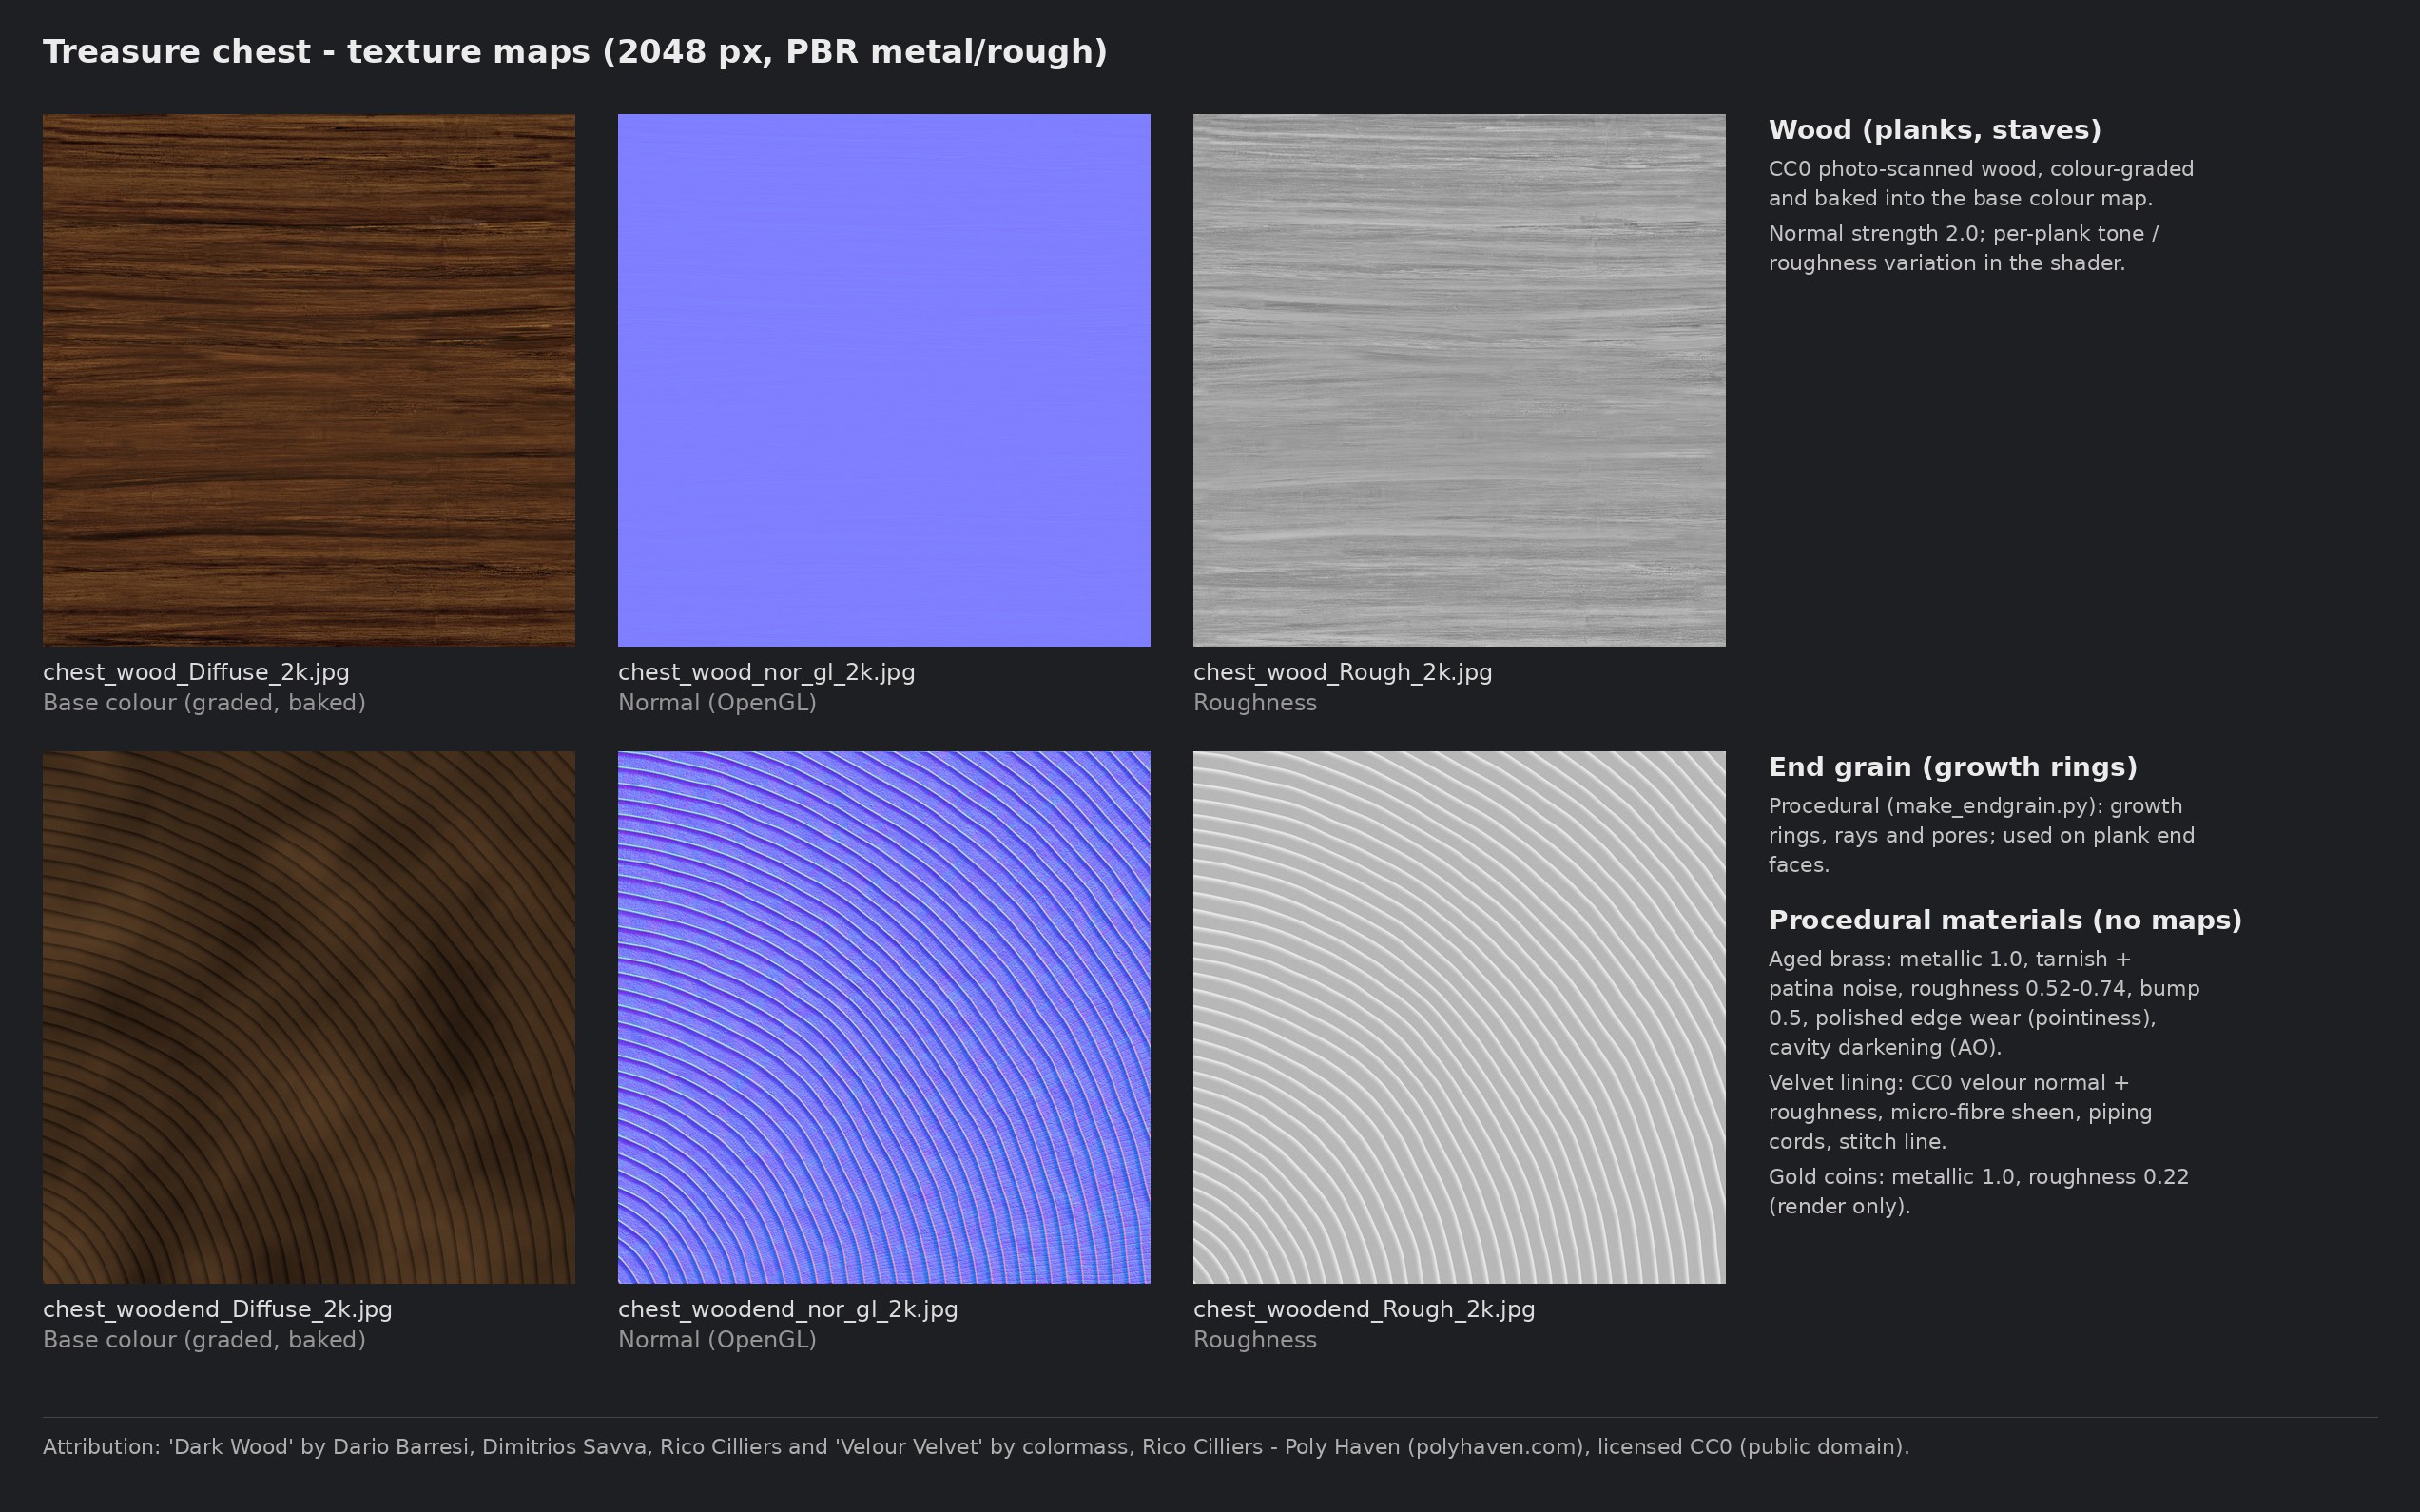 Treasure chest - texture maps (2048 px, PBR metal/rough)
chest_wood_Diffuse_2k.jpg
Base colour (graded, baked)
chest_wood_nor_gl_2k.jpg
Normal (OpenGL)
chest_wood_Rough_2k.jpg
Roughness
Wood (planks, staves)
CC0 photo-scanned wood, colour-graded
and baked into the base colour map.
Normal strength 2.0; per-plank tone /
roughness variation in the shader.
chest_woodend_Diffuse_2k.jpg
Base colour (graded, baked)
chest_woodend_nor_gl_2k.jpg
Normal (OpenGL)
chest_woodend_Rough_2k.jpg
Roughness
End grain (growth rings)
Procedural (make_endgrain.py): growth
rings, rays and pores; used on plank end
faces.
Procedural materials (no maps)
Aged brass: metallic 1.0, tarnish +
patina noise, roughness 0.52-0.74, bump
0.5, polished edge wear (pointiness),
cavity darkening (AO).
Velvet lining: CC0 velour normal +
roughness, micro-fibre sheen, piping
cords, stitch line.
Gold coins: metallic 1.0, roughness 0.22
(render only).
Attribution: 'Dark Wood' by Dario Barresi, Dimitrios Savva, Rico Cilliers and 'Velour Velvet' by colormass, Rico Cilliers - Poly Haven (polyhaven.com), licensed CC0 (public domain).